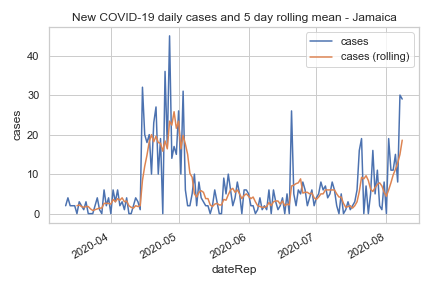 New COVID-19 daily cases and 5 day rolling mean - Jamaica
cases
cases (rolling)
cases
40
30
20
10
0
2020-04
2020-05
2020-06
2020-07
2020-08
dateRep